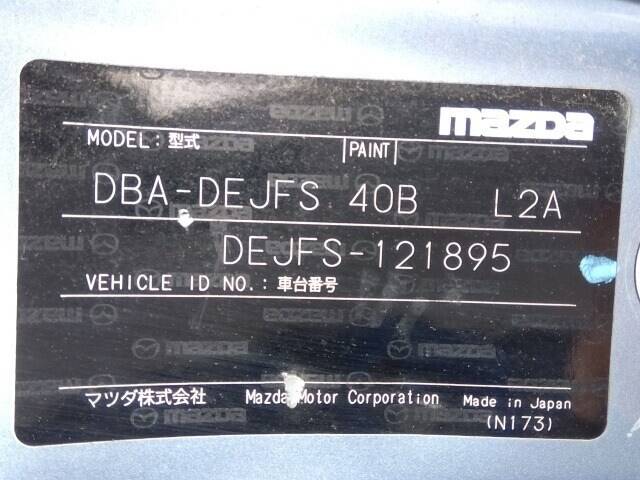 mazda
MODEL: 型式 |PAINT|
DBA-DEJFS 40B L2A
DEJFS-121895
VEHICLE ID NO.: 車台番号
マツダ株式会社 Mazda Motor Corporation Made in Japan
(N173)